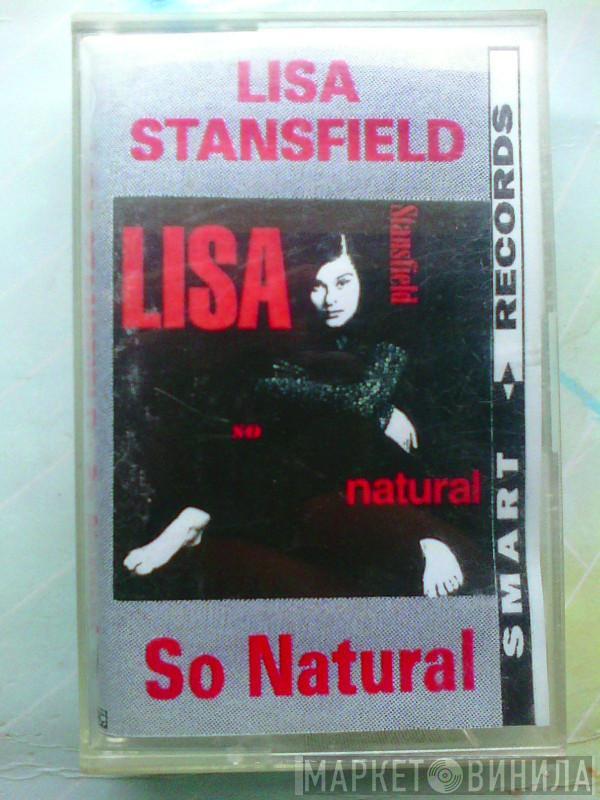 LISA
STANSFIELD
LISA
Stansfield
so
natural
So Natural
SMART RECORDS
МАРКЕТ ВИНИЛА